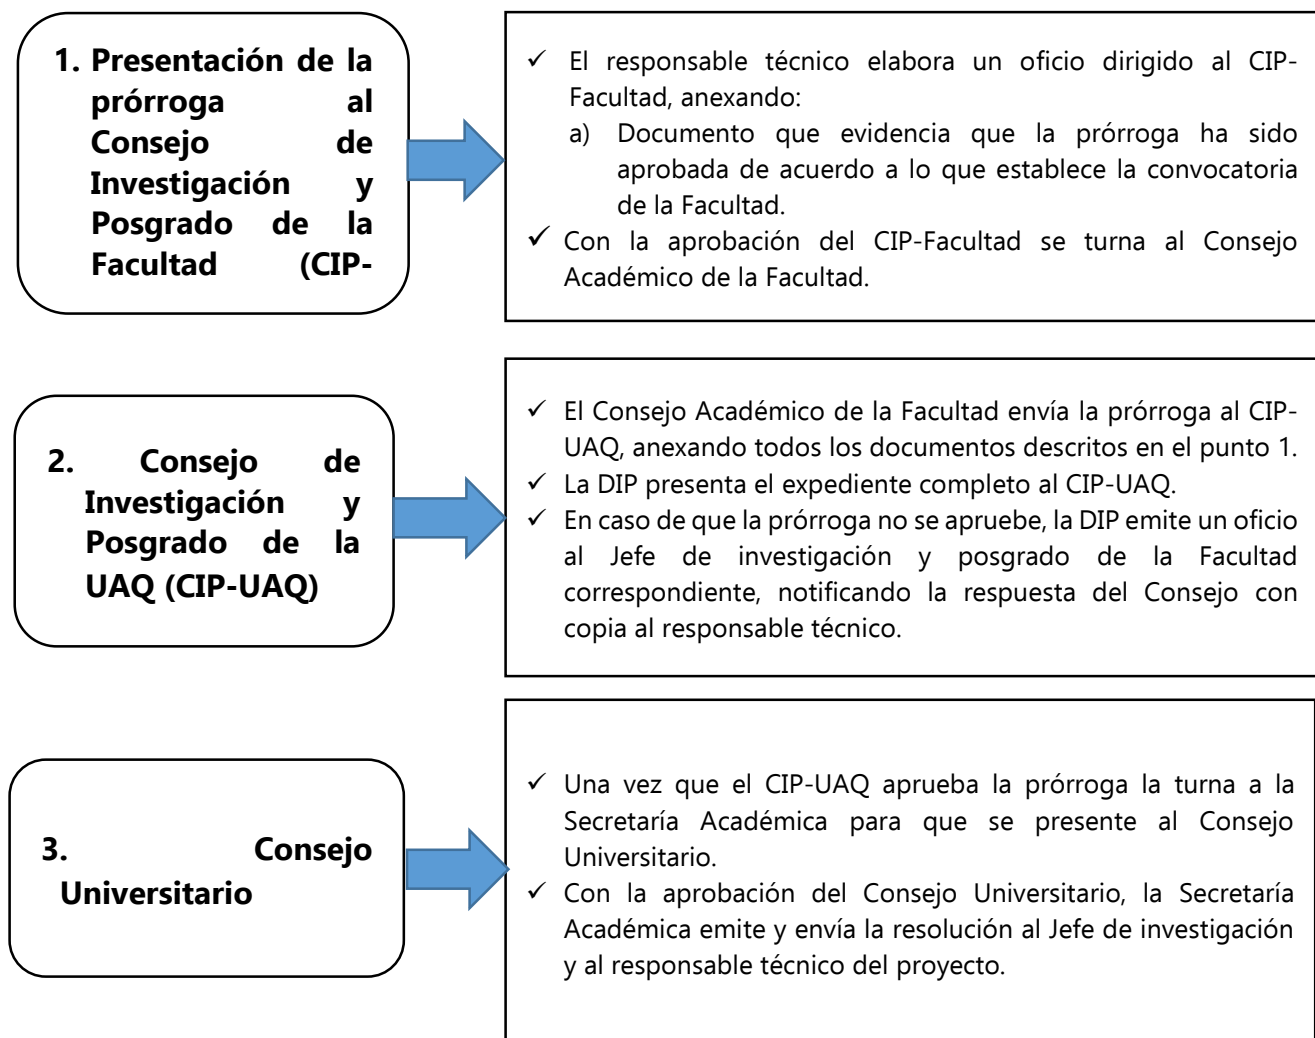 1. Presentación de la
prórroga al
Consejo de
Investigación y
Posgrado de la
Facultad (CIP-
✓ El responsable técnico elabora un oficio dirigido al CIP-
Facultad, anexando:
a) Documento que evidencia que la prórroga ha sido
aprobada de acuerdo a lo que establece la convocatoria
de la Facultad.
✓ Con la aprobación del CIP-Facultad se turna al Consejo
Académico de la Facultad.
2. Consejo de
Investigación y
Posgrado de la
UAQ (CIP-UAQ)
✓ El Consejo Académico de la Facultad envía la prórroga al CIP-
UAQ, anexando todos los documentos descritos en el punto 1.
✓ La DIP presenta el expediente completo al CIP-UAQ.
✓ En caso de que la prórroga no se apruebe, la DIP emite un oficio
al Jefe de investigación y posgrado de la Facultad
correspondiente, notificando la respuesta del Consejo con
copia al responsable técnico.
3. Consejo
Universitario
✓ Una vez que el CIP-UAQ aprueba la prórroga la turna a la
Secretaría Académica para que se presente al Consejo
Universitario.
✓ Con la aprobación del Consejo Universitario, la Secretaría
Académica emite y envía la resolución al Jefe de investigación
y al responsable técnico del proyecto.